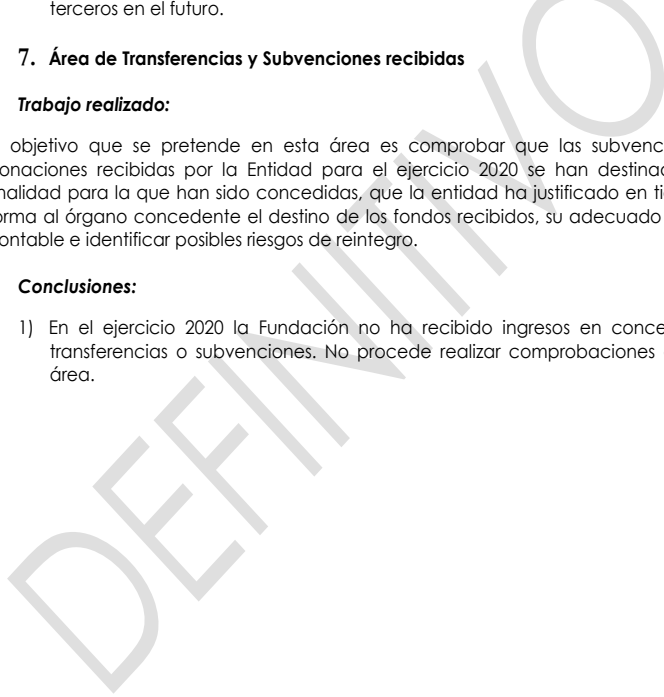 terceros en el futuro.
7. Área de Transferencias y Subvenciones recibidas
Trabajo realizado:
objetivo que se pretende en esta área es comprobar que las subvenc
onaciones recibidas por la Entidad para el ejercicio 2020 se han destinad
nalidad para la que han sido concedidas, que la entidad ha justificado en ti
orma al órgano concedente el destino de los fondos recibidos, su adecuado
ontable e identificar posibles riesgos de reintegro.
Conclusiones:
1) En el ejercicio 2020 la Fundación no ha recibido ingresos en conce
transferencias o subvenciones. No procede realizar comprobaciones
área.
DEFINITIVO